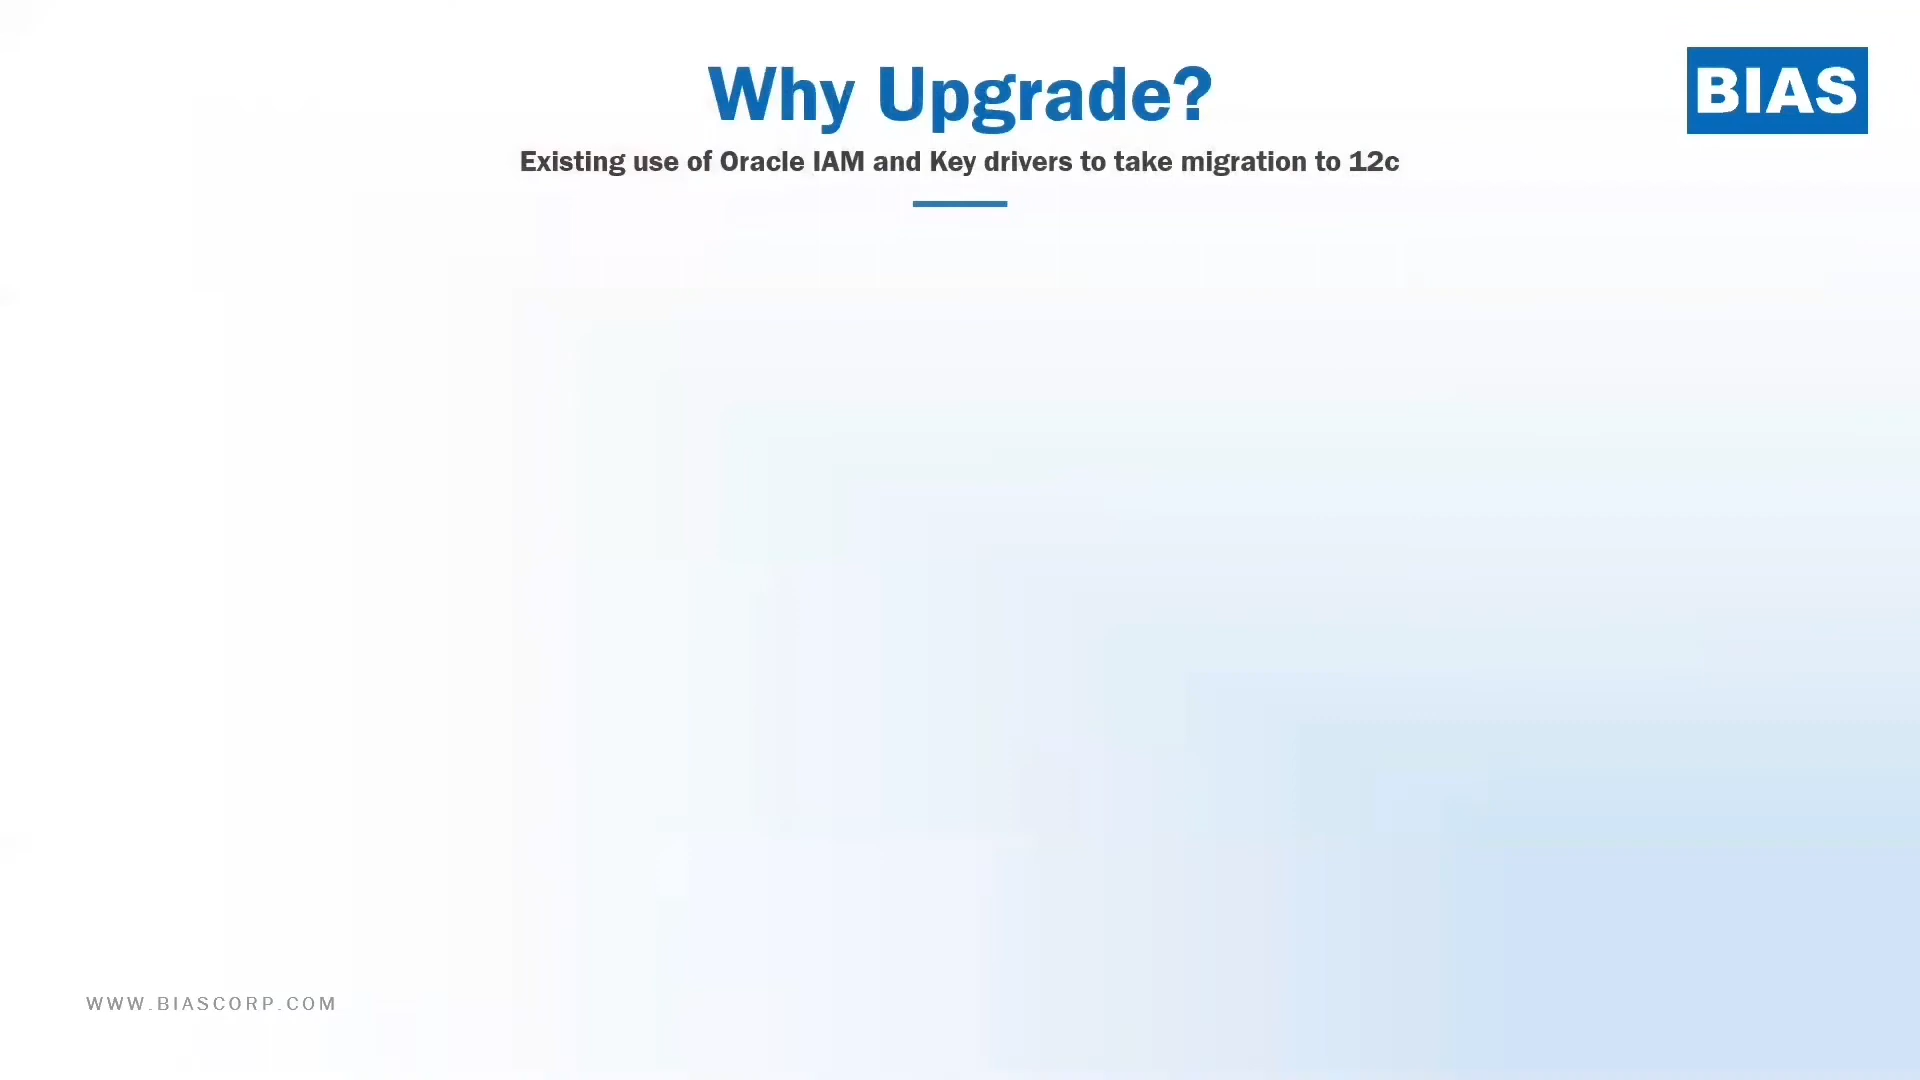 Why Upgrade?
BIAS
Existing use of Oracle IAM and Key drivers to take migration to 12c
WWW.BIASCORP.COM